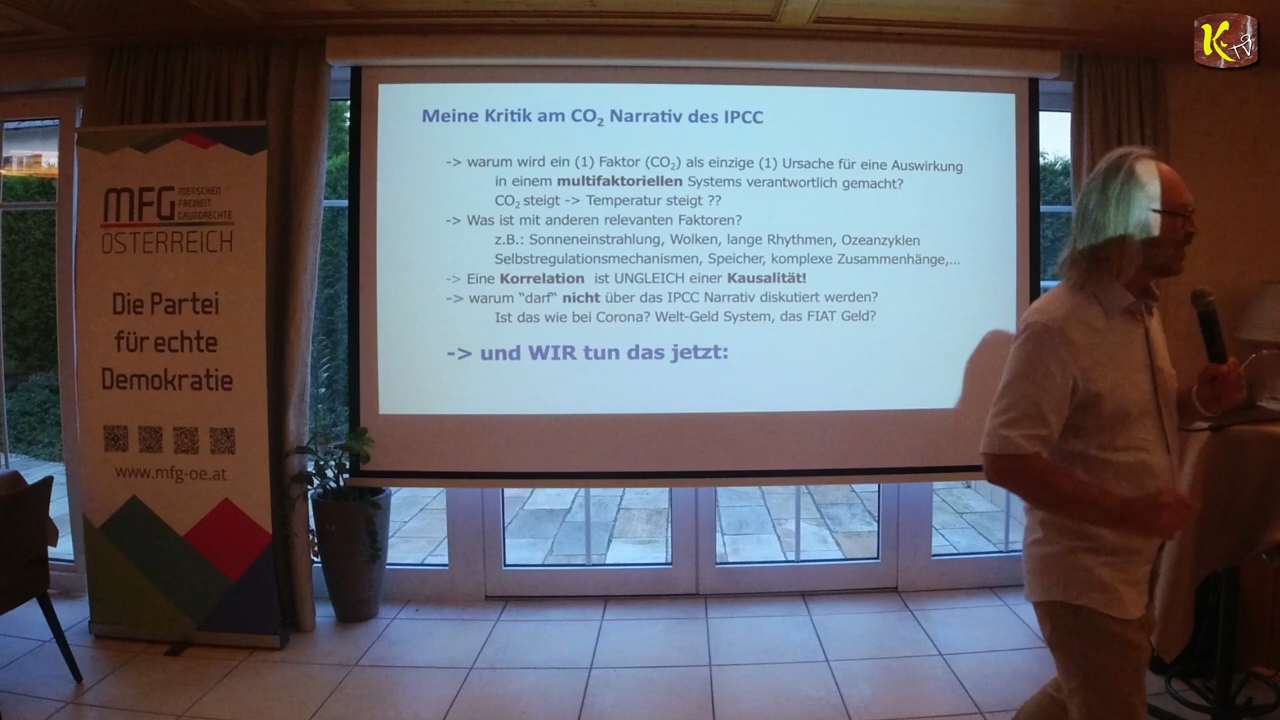 K-TV
Meine Kritik am CO₂ Narrativ des IPCC
-> warum wird ein (1) Faktor (CO₂) als einzige (1) Ursache für eine Auswirkung
in einem multifaktoriellen Systems verantwortlich gemacht?
CO₂ steigt -> Temperatur steigt ??
-> Was ist mit anderen relevanten Faktoren?
z.B.: Sonneneinstrahlung, Wolken, lange Rhythmen, Ozeanzyklen
Selbstregulationsmechanismen, Speicher, komplexe Zusammenhänge,...
-> Eine Korrelation ist UNGLEICH einer Kausalität!
-> warum "darf" nicht über das IPCC Narrativ diskutiert werden?
Ist das wie bei Corona? Welt-Geld System, das FIAT Geld?
-> und WIR tun das jetzt:
MFG MENSCHEN
FREIHEIT
GRUNDRECHTE
ÖSTERREICH
Die Partei
für echte
Demokratie
www.mfg-oe.at